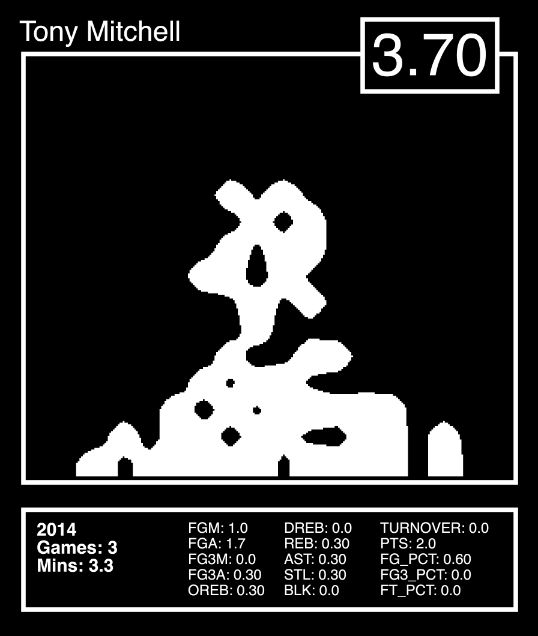 Tony Mitchell
3.70
2014
Games: 3
Mins: 3.3
FGM: 1.0
FGA: 1.7
FG3M: 0.0
FG3A: 0.30
OREB: 0.30
DREB: 0.0
REB: 0.30
AST: 0.30
STL: 0.30
BLK: 0.0
TURNOVER: 0.0
PTS: 2.0
FG_PCT: 0.60
FG3_PCT: 0.0
FT_PCT: 0.0